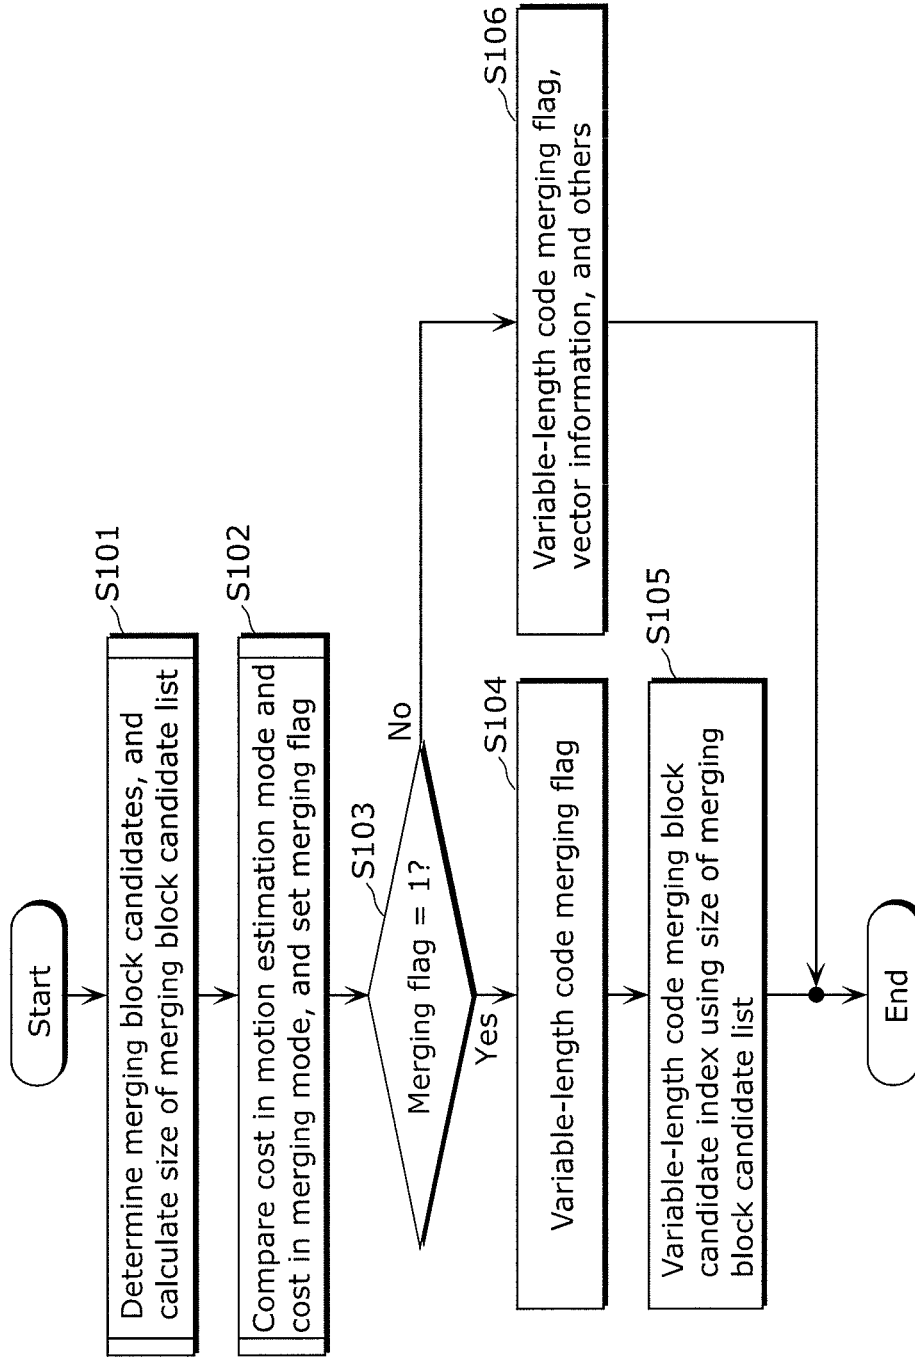 Start
S101
Determine merging block candidates, and
calculate size of merging block candidate list
S102
Compare cost in motion estimation mode and
cost in merging mode, and set merging flag
S103
Merging flag = 1?
No
Yes
S104
Variable-length code merging flag
S106
Variable-length code merging flag,
vector information, and others
S105
Variable-length code merging block
candidate index using size of merging
block candidate list
End